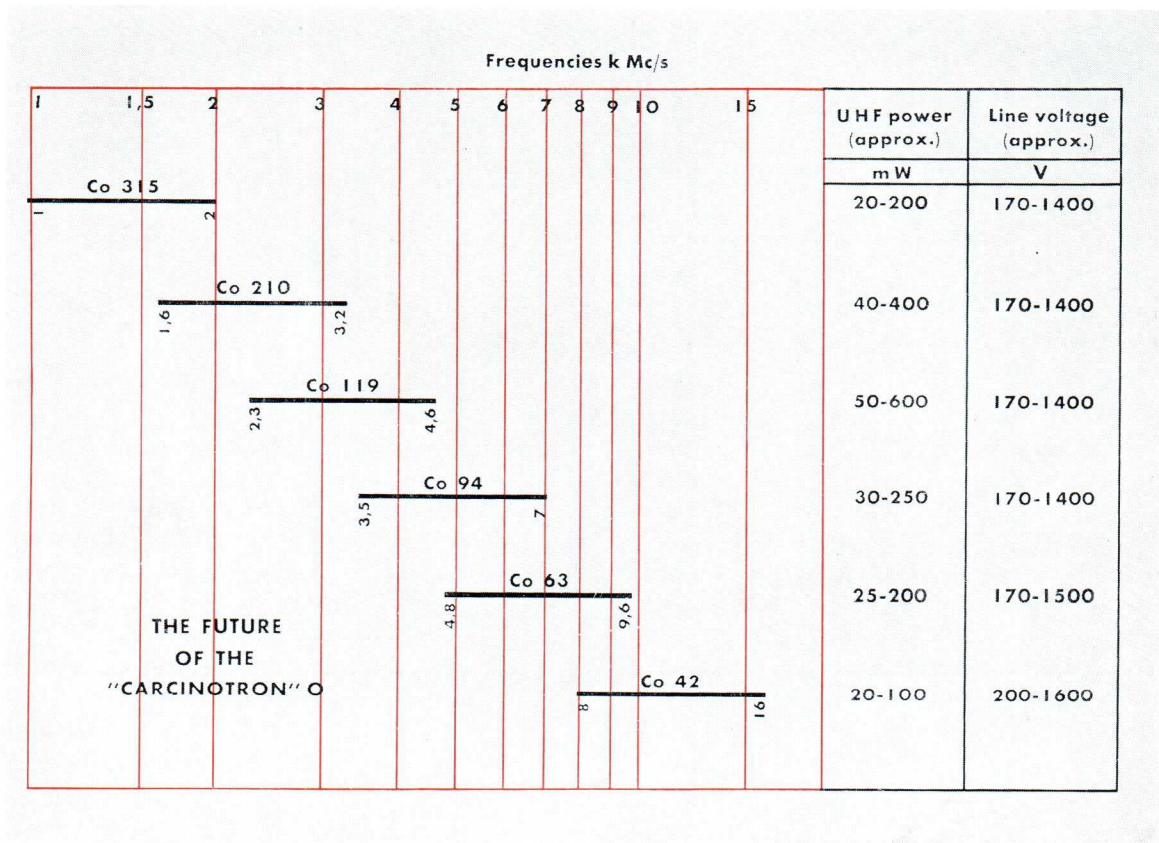 Frequencies k Mc/s
1 1,5 2 3 4 5 6 7 8 9 10 15
UHF power (approx.)
Line voltage (approx.)
mW V
Co 315
1 2
20-200 170-1400
Co 210
1,6 3,2
40-400 170-1400
Co 119
2,3 4,6
50-600 170-1400
Co 94
3,5 7
30-250 170-1400
Co 63
4,8 9,6
25-200 170-1500
THE FUTURE
OF THE
"CARCINOTRON" O
Co 42
8 16
20-100 200-1600